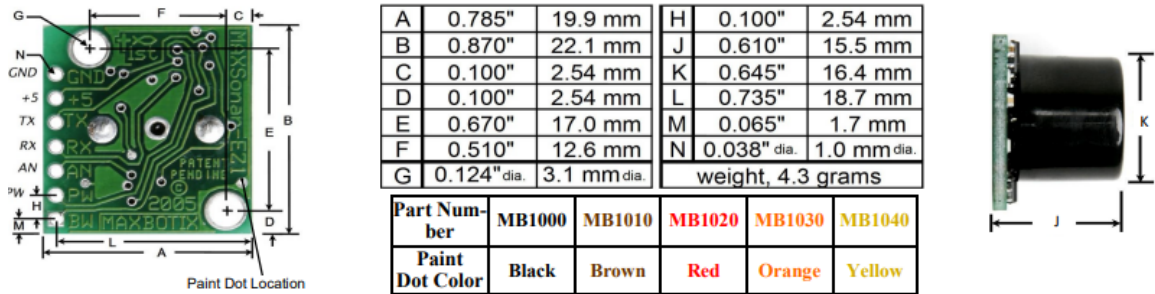 F C
G
N
GND
+5
TX
RX
AN
PW
H
M
L
A
E
B
D
Paint Dot Location
1st
GND
+5
TX
RX
AN
PW
BW MAXBOTIX
MAXSonar-EZ1
PATENT
PENDING
©
2005
A 0.785" 19.9 mm H 0.100" 2.54 mm
B 0.870" 22.1 mm J 0.610" 15.5 mm
C 0.100" 2.54 mm K 0.645" 16.4 mm
D 0.100" 2.54 mm L 0.735" 18.7 mm
E 0.670" 17.0 mm M 0.065" 1.7 mm
F 0.510" 12.6 mm N 0.038" dia. 1.0 mm dia.
G 0.124" dia. 3.1 mm dia. weight, 4.3 grams
Part Num-
ber MB1000 MB1010 MB1020 MB1030 MB1040
Paint
Dot Color Black Brown Red Orange Yellow
K
J